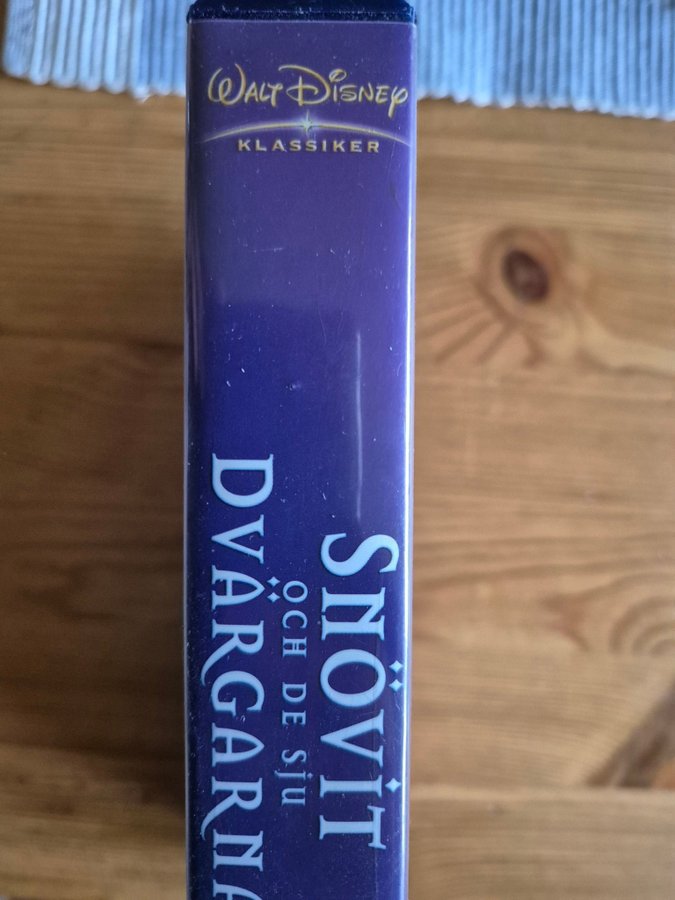 WALT DISNEY
KLASSIKER
SNÖVIT
OCH DE SJU
DVÄRGARNA